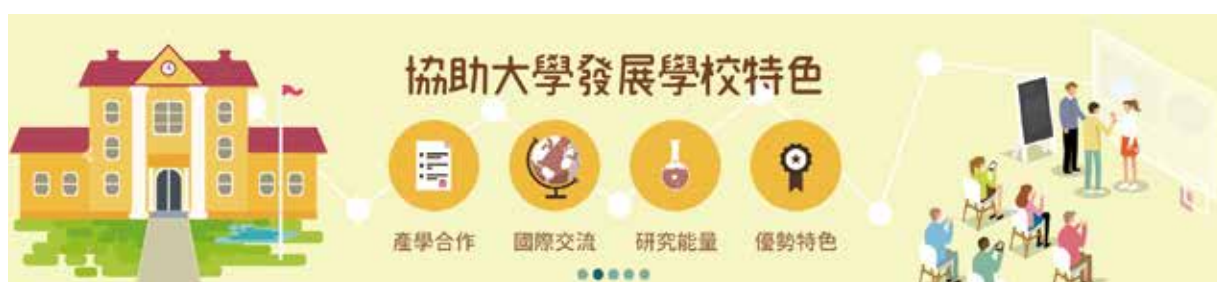 協助大學發展學校特色
產學合作
國際交流
研究能量
優勢特色